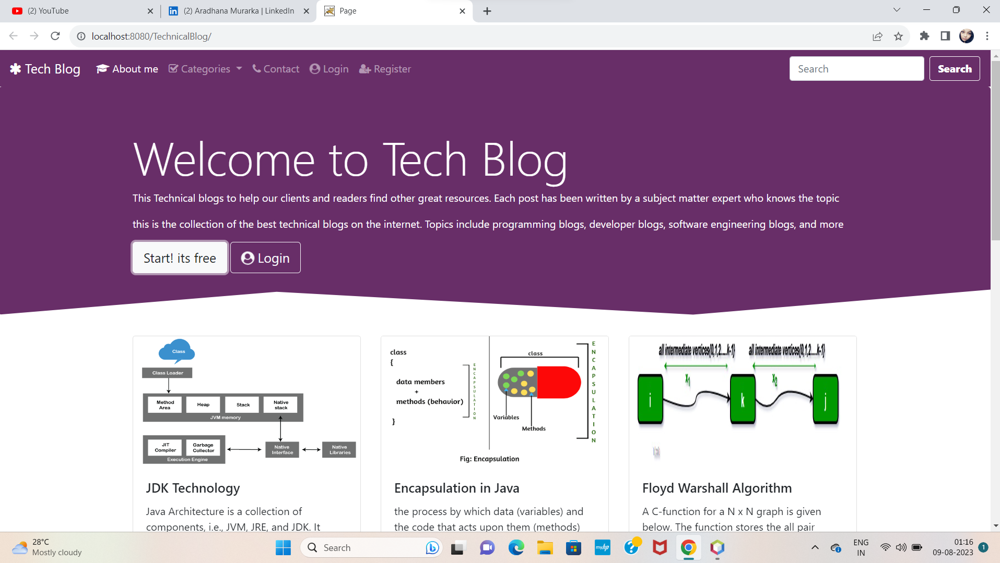 (2) YouTube
(2) Aradhana Murarka | LinkedIn
Page
localhost:8080/TechnicalBlog/
Tech Blog
About me
Categories
Contact
Login
Register
Search
Search
Welcome to Tech Blog
This Technical blogs to help our clients and readers find other great resources. Each post has been written by a subject matter expert who knows the topic
this is the collection of the best technical blogs on the internet. Topics include programming blogs, developer blogs, software engineering blogs, and more
Start! its free
Login
Class
Class Loader
Method Area
Heap
Stack
Native stack
JVM memory
JIT Compiler
Garbage Collector
Execution Engine
Native Interface
Native Libraries
class
{
data members
+
methods (behavior)
}
ENCAPSULATION
class
Variables
Methods
ENCAPSULATION
Fig: Encapsulation
all intermediate vertices{0,1,2.....k-1}
all intermediate vertices{0,1,2.....k-1}
x1
x2
i
k
j
JDK Technology
Java Architecture is a collection of
components, i.e., JVM, JRE, and JDK. It
Encapsulation in Java
the process by which data (variables) and
the code that acts upon them (methods)
Floyd Warshall Algorithm
A C-function for a N x N graph is given
below. The function stores the all pair
28°C
Mostly cloudy
Search
myhp
ENG
IN
01:16
09-08-2023
1